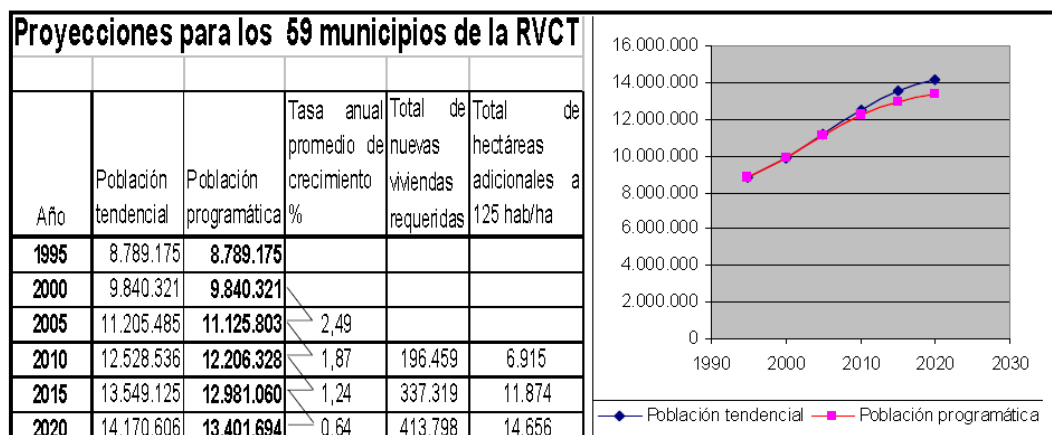 Proyecciones para los 59 municipios de la RVCT
Año Población tendencial Población programática Tasa anual promedio de crecimiento % Total de nuevas viviendas requeridas Total de hectáreas adicionales a 125 hab/ha
1995 8.789.175 8.789.175
2000 9.840.321 9.840.321
2005 11.205.485 11.125.803 2,49
2010 12.528.536 12.206.328 1,87 196.459 6.915
2015 13.549.125 12.981.060 1,24 337.319 11.874
2020 14.170.606 13.401.694 0,64 413.798 14.656
16.000.000
14.000.000
12.000.000
10.000.000
8.000.000
6.000.000
4.000.000
2.000.000
0
1990 2000 2010 2020 2030
Población tendencial Población programática